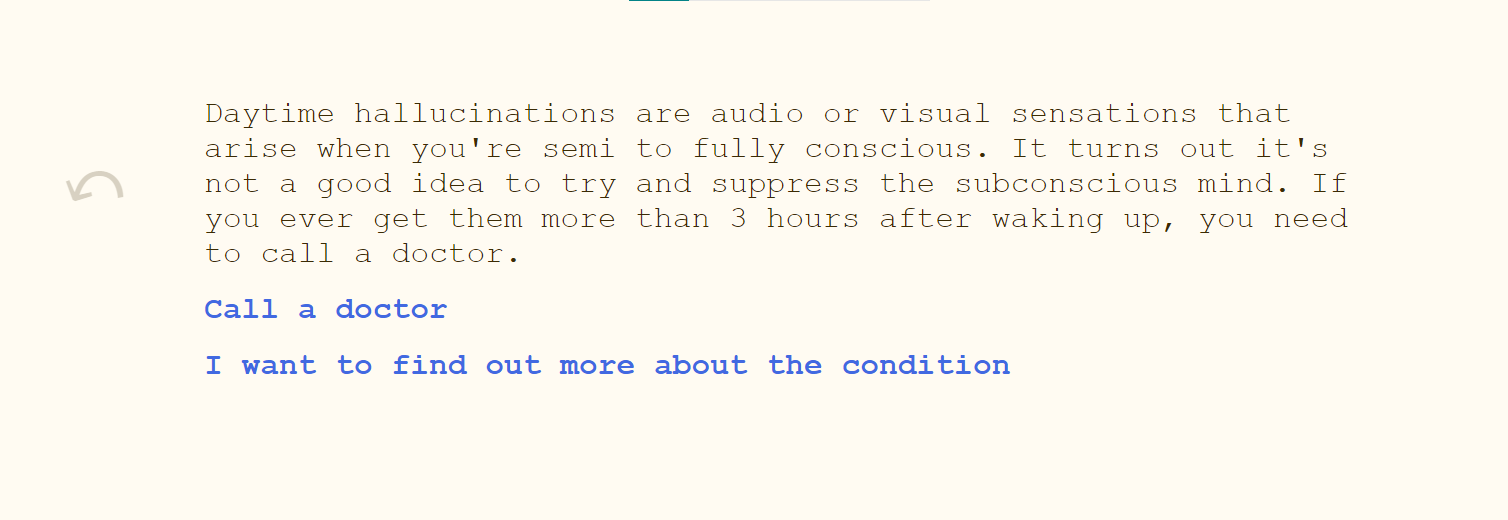 Daytime hallucinations are audio or visual sensations that
arise when you're semi to fully conscious. It turns out it's
not a good idea to try and suppress the subconscious mind. If
you ever get them more than 3 hours after waking up, you need
to call a doctor.
Call a doctor
I want to find out more about the condition